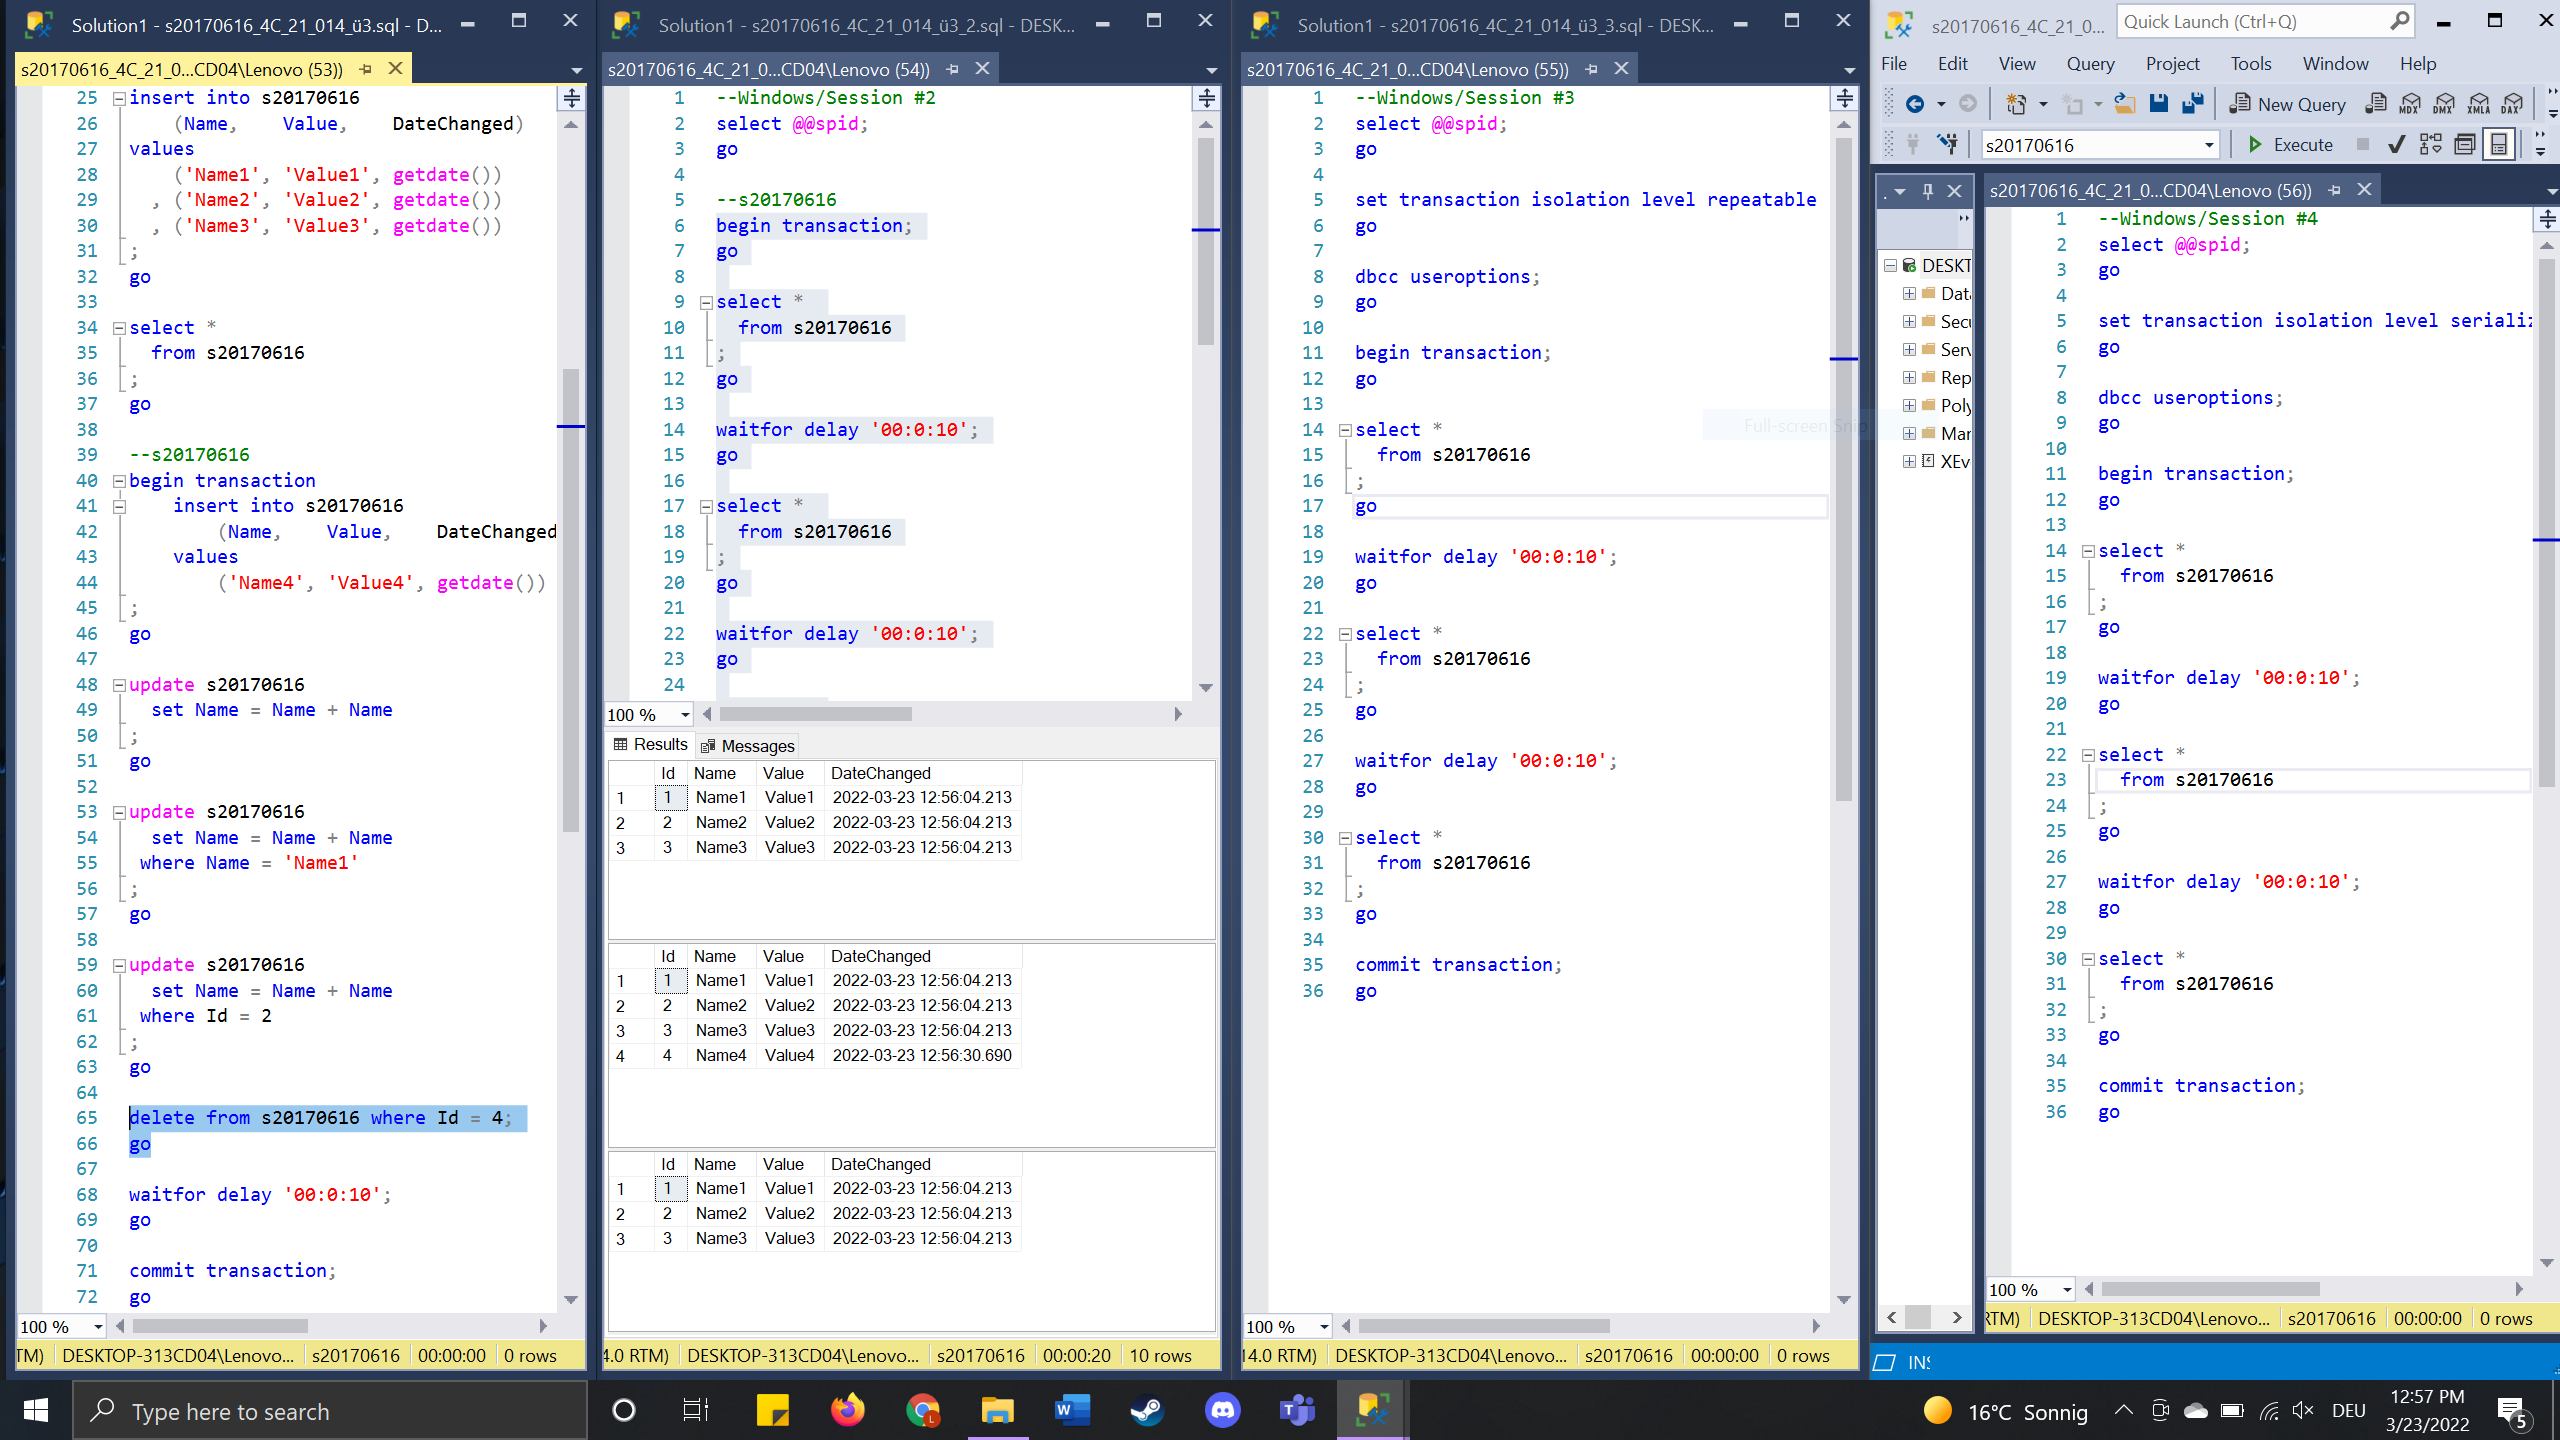 Solution1 - s20170616_4C_21_014_ü3.sql - D...
s20170616_4C_21_0...CD04\Lenovo (53))
25 insert into s20170616
26 (Name, Value, DateChanged)
27 values
28 ('Name1', 'Value1', getdate())
29 , ('Name2', 'Value2', getdate())
30 , ('Name3', 'Value3', getdate())
31 ;
32 go
33
34 select *
35 from s20170616
36 ;
37 go
38
39 --s20170616
40 begin transaction
41 insert into s20170616
42 (Name, Value, DateChanged
43 values
44 ('Name4', 'Value4', getdate())
45 ;
46 go
47
48 update s20170616
49 set Name = Name + Name
50 ;
51 go
52
53 update s20170616
54 set Name = Name + Name
55 where Name = 'Name1'
56 ;
57 go
58
59 update s20170616
60 set Name = Name + Name
61 where Id = 2
62 ;
63 go
64
65 delete from s20170616 where Id = 4;
66 go
67
68 waitfor delay '00:0:10';
69 go
70
71 commit transaction;
72 go
100 %
TM) DESKTOP-313CD04\Lenovo... s20170616 00:00:00 0 rows
Solution1 - s20170616_4C_21_014_ü3_2.sql - DESK...
s20170616_4C_21_0...CD04\Lenovo (54))
1 --Windows/Session #2
2 select @@spid;
3 go
4
5 --s20170616
6 begin transaction;
7 go
8
9 select *
10 from s20170616
11 ;
12 go
13
14 waitfor delay '00:0:10';
15 go
16
17 select *
18 from s20170616
19 ;
20 go
21
22 waitfor delay '00:0:10';
23 go
24
100 %
Results Messages
Id Name Value DateChanged
1 1 Name1 Value1 2022-03-23 12:56:04.213
2 2 Name2 Value2 2022-03-23 12:56:04.213
3 3 Name3 Value3 2022-03-23 12:56:04.213
Id Name Value DateChanged
1 1 Name1 Value1 2022-03-23 12:56:04.213
2 2 Name2 Value2 2022-03-23 12:56:04.213
3 3 Name3 Value3 2022-03-23 12:56:04.213
4 4 Name4 Value4 2022-03-23 12:56:30.690
Id Name Value DateChanged
1 1 Name1 Value1 2022-03-23 12:56:04.213
2 2 Name2 Value2 2022-03-23 12:56:04.213
3 3 Name3 Value3 2022-03-23 12:56:04.213
4.0 RTM) DESKTOP-313CD04\Lenovo... s20170616 00:00:20 10 rows
Solution1 - s20170616_4C_21_014_ü3_3.sql - DESK...
s20170616_4C_21_0...CD04\Lenovo (55))
1 --Windows/Session #3
2 select @@spid;
3 go
4
5 set transaction isolation level repeatable
6 go
7
8 dbcc useroptions;
9 go
10
11 begin transaction;
12 go
13
14 select *
Full-screen Snip
15 from s20170616
16 ;
17 go
18
19 waitfor delay '00:0:10';
20 go
21
22 select *
23 from s20170616
24 ;
25 go
26
27 waitfor delay '00:0:10';
28 go
29
30 select *
31 from s20170616
32 ;
33 go
34
35 commit transaction;
36 go
100 %
14.0 RTM) DESKTOP-313CD04\Lenovo... s20170616 00:00:00 0 rows
s20170616_4C_21_0... Quick Launch (Ctrl+Q)
File Edit View Query Project Tools Window Help
New Query MDX DMX XMLA DAX
s20170616 Execute
DESKT
Data
Secu
Serv
Rep
Poly
Mar
XEv
s20170616_4C_21_0...CD04\Lenovo (56))
1 --Windows/Session #4
2 select @@spid;
3 go
4
5 set transaction isolation level serializ
6 go
7
8 dbcc useroptions;
9 go
10
11 begin transaction;
12 go
13
14 select *
15 from s20170616
16 ;
17 go
18
19 waitfor delay '00:0:10';
20 go
21
22 select *
23 from s20170616
24 ;
25 go
26
27 waitfor delay '00:0:10';
28 go
29
30 select *
31 from s20170616
32 ;
33 go
34
35 commit transaction;
36 go
100 %
RTM) DESKTOP-313CD04\Lenovo... s20170616 00:00:00 0 rows
INS
Type here to search
16°C Sonnig DEU 12:57 PM
3/23/2022 5